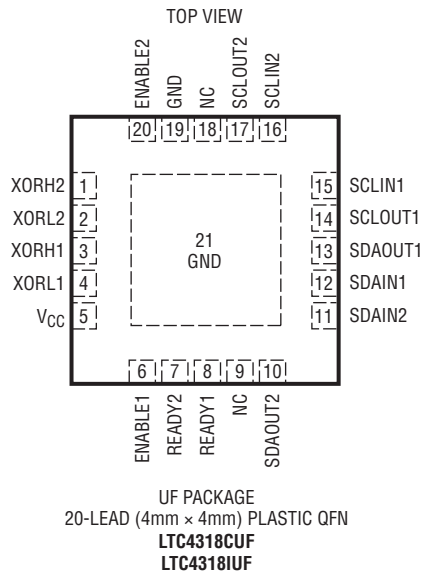 TOP VIEW
ENABLE2
GND
NC
SCLOUT2
SCLIN2
20 19 18 17 16
XORH2 1
XORL2 2
XORH1 3
XORL1 4
VCC 5
21
GND
15 SCLIN1
14 SCLOUT1
13 SDAOUT1
12 SDAIN1
11 SDAIN2
6 7 8 9 10
ENABLE1
READY2
READY1
NC
SDAOUT2
UF PACKAGE
20-LEAD (4mm × 4mm) PLASTIC QFN
LTC4318CUF
LTC4318IUF